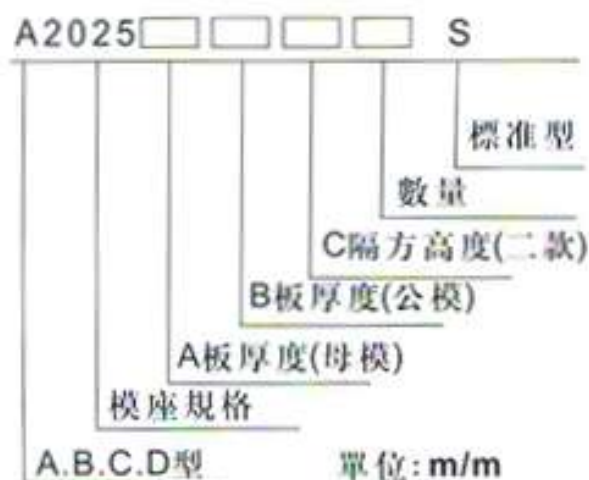 A2025 S
標准型
數量
C隔方高度(二款)
B板厚度(公模)
A板厚度(母模)
模座規格
A.B.C.D型 單位:m/m